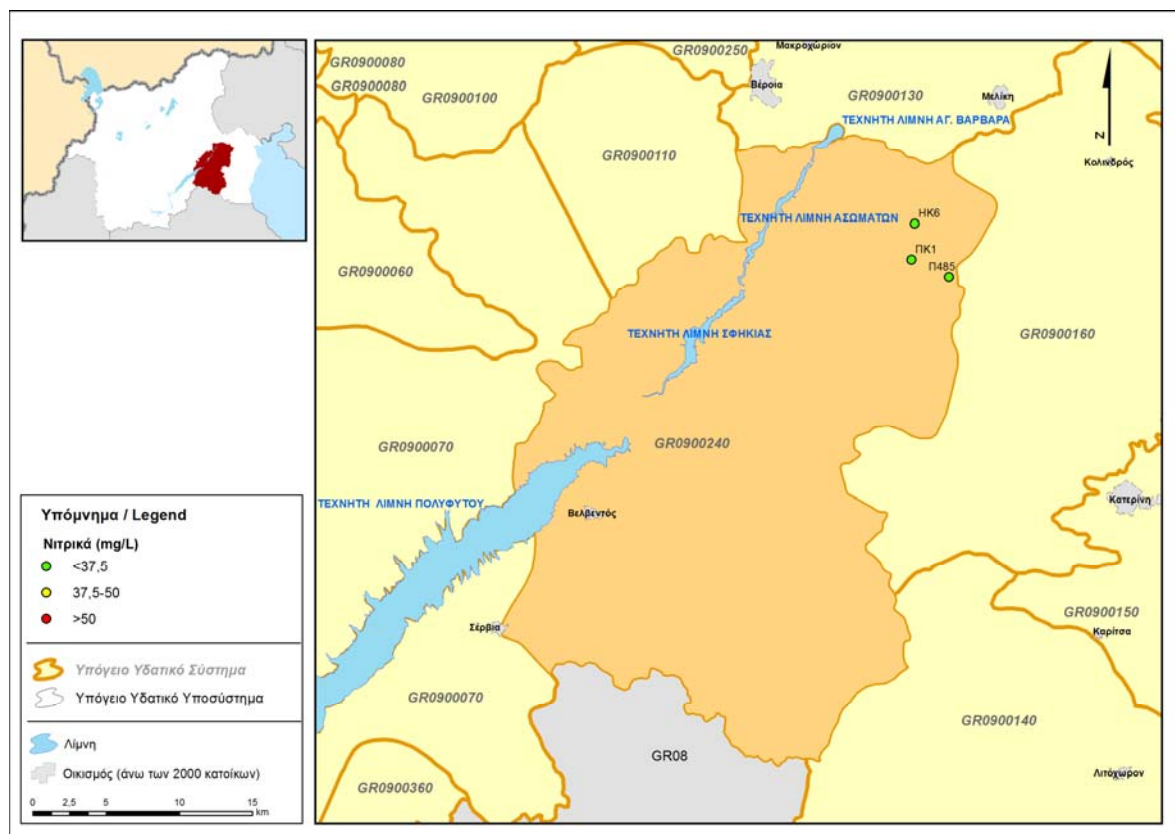 GR0900080
GR0900080
GR0900100
GR0900250
Μακροχώριον
Βέροια
GR0900130
Μελίκη
ΤΕΧΝΗΤΗ ΛΙΜΝΗ ΑΓ. ΒΑΡΒΑΡΑ
Z
Κολινδρός
GR0900110
ΤΕΧΝΗΤΗ ΛΙΜΝΗ ΑΣΩΜΑΤΩΝ
ΗΚ6
ΠΚ1
Π485
GR0900060
ΤΕΧΝΗΤΗ ΛΙΜΝΗ ΣΦΗΚΙΑΣ
GR0900160
GR0900070
GR0900240
ΤΕΧΝΗΤΗ ΛΙΜΝΗ ΠΟΛΥΦΥΤΟΥ
Βελβεντός
Κατερίνη
Σέρβια
GR0900150
Καρίτσα
GR0900070
GR0900140
GR08
Λιτόχωρον
GR0900360
Υπόμνημα / Legend
Νιτρικά (mg/L)
<37,5
37,5-50
>50
Υπόγειο Υδατικό Σύστημα
Υπόγειο Υδατικό Υποσύστημα
Λίμνη
Οικισμός (άνω των 2000 κατοίκων)
0 2,5 5 10 15
km